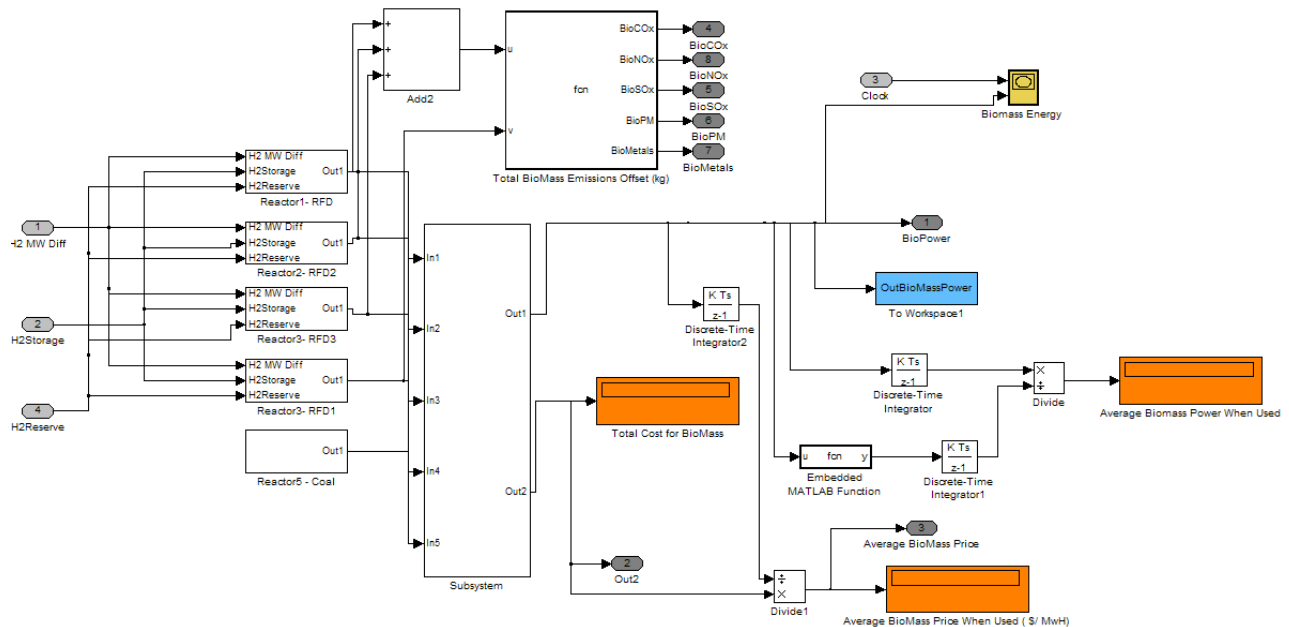 Add2
+
+
+
u
v
fcn
BioCOx
BioNOx
BioSOx
BioPM
BioMetals
Total BioMass Emissions Offset (kg)
4
BioCOx
8
BioNOx
5
BioSOx
6
BioPM
7
BioMetals
3
Clock
Biomass Energy
H2 MW Diff
H2Storage
H2Reserve
Out1
Reactor1- RFD
H2 MW Diff
H2Storage
H2Reserve
Out1
Reactor2- RFD2
H2 MW Diff
H2Storage
H2Reserve
Out1
Reactor3- RFD3
H2 MW Diff
H2Storage
H2Reserve
Out1
Reactor3- RFD1
Out1
Reactor5 - Coal
1
H2 MW Diff
2
H2Storage
4
H2Reserve
In1
In2
In3
In4
In5
Out1
Out2
Subsystem
1
BioPower
OutBioMassPower
To Workspace1
K Ts
z-1
Discrete-Time
Integrator2
K Ts
z-1
Discrete-Time
Integrator
×
÷
Divide
Average Biomass Power When Used
Total Cost for BioMass
u
fcn
y
Embedded
MATLAB Function
K Ts
z-1
Discrete-Time
Integrator1
3
Average BioMass Price
2
Out2
÷
×
Divide1
Average BioMass Price When Used ( $/ MwH)